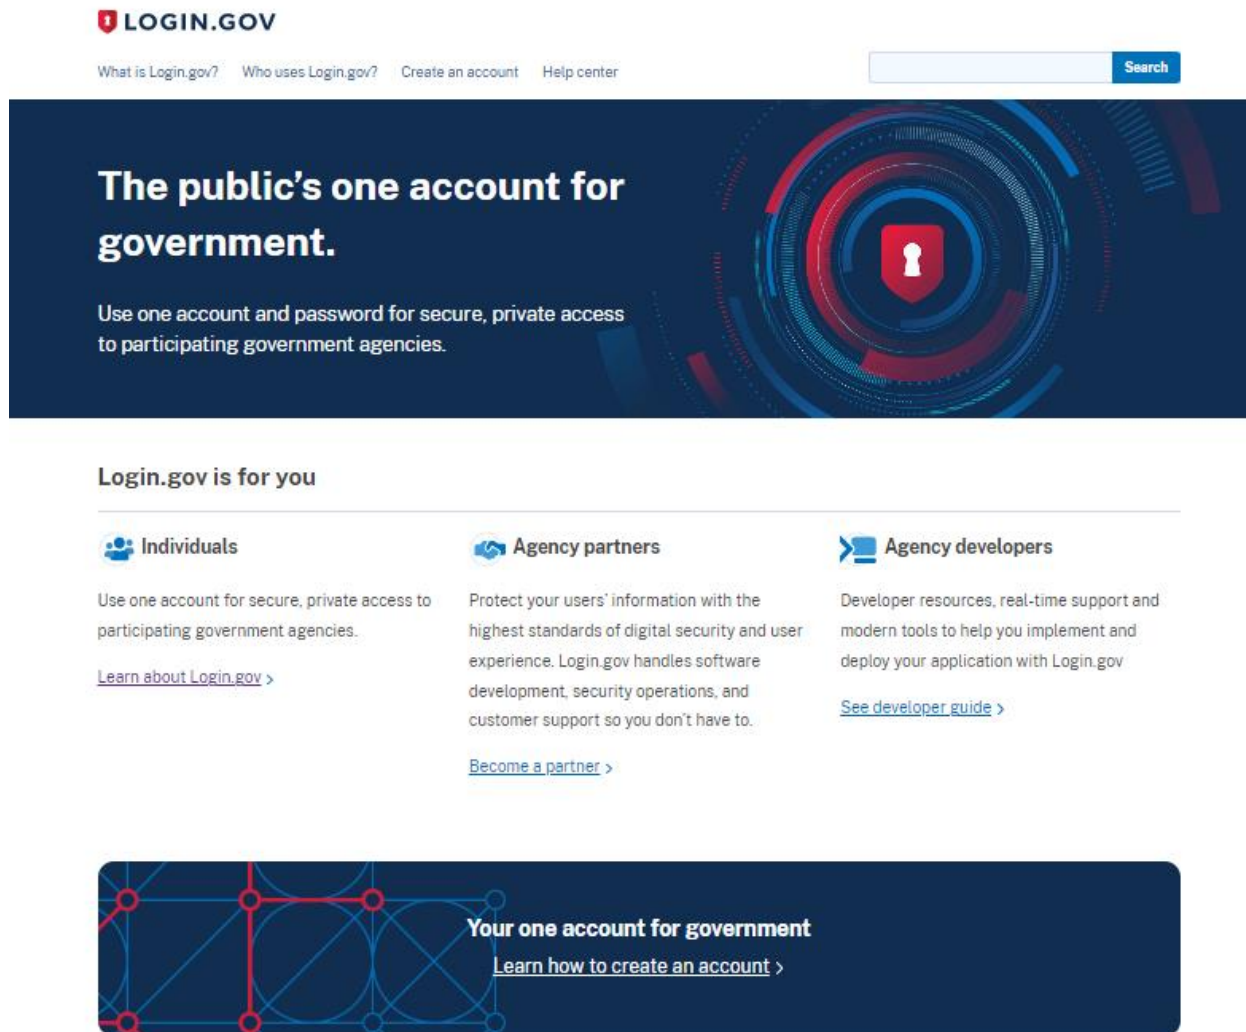 LOGIN.GOV
What is Login.gov? Who uses Login.gov? Create an account Help center Search
The public's one account for
government.
Use one account and password for secure, private access
to participating government agencies.
Login.gov is for you
Individuals
Use one account for secure, private access to
participating government agencies.
Learn about Login.gov >
Agency partners
Protect your users' information with the
highest standards of digital security and user
experience. Login.gov handles software
development, security operations, and
customer support so you don't have to.
Become a partner >
Agency developers
Developer resources, real-time support and
modern tools to help you implement and
deploy your application with Login.gov
See developer guide >
Your one account for government
Learn how to create an account >